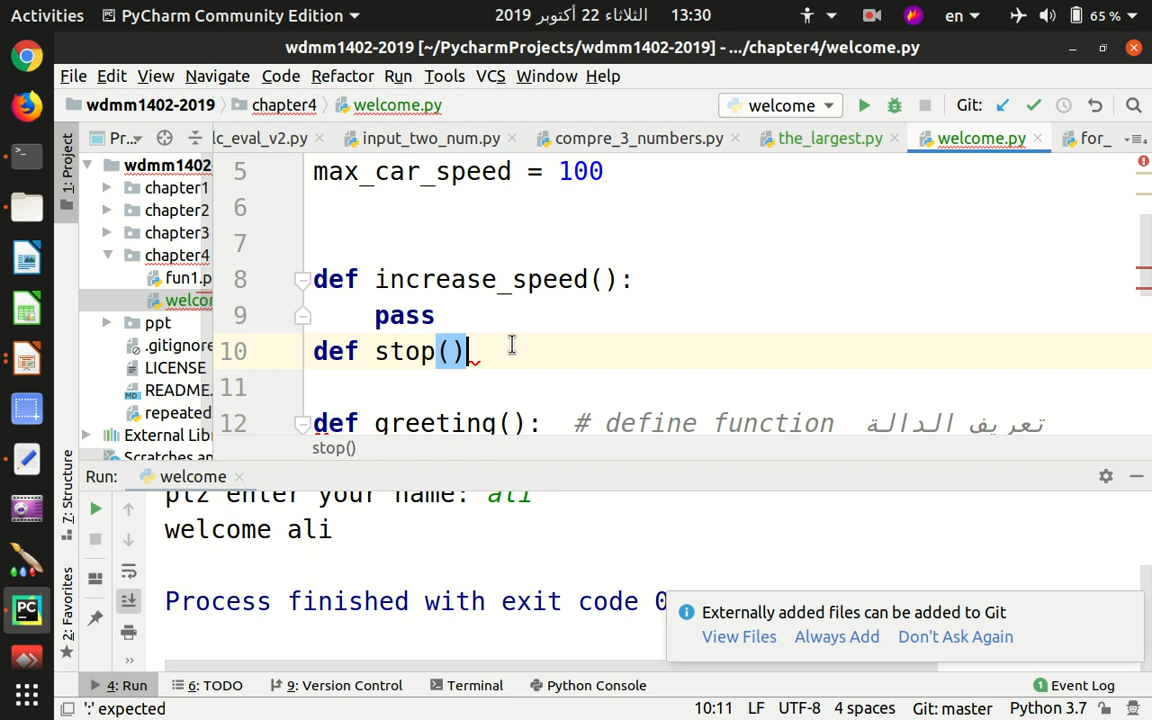 Activities PyCharm Community Edition الثلاثاء 22 أكتوبر 2019 13:30 en 65 %
wdmm1402-2019 [~/PycharmProjects/wdmm1402-2019] - .../chapter4/welcome.py
File Edit View Navigate Code Refactor Run Tools VCS Window Help
wdmm1402-2019 chapter4 welcome.py welcome Git:
1: Project
Pr... lc_eval_v2.py input_two_num.py compre_3_numbers.py the_largest.py welcome.py for_
wdmm1402
chapter1
chapter2
chapter3
chapter4
fun1.p
welcor
ppt
.gitignore
LICENSE
README.
repeated
External Lib
Scratches an
5 max_car_speed = 100
6
7
8 def increase_speed():
9 pass
10 def stop()
11
12 def greeting(): # define function تعريف الدالة
stop()
7: Structure
2: Favorites
Run: welcome
plz enter your name: ali
welcome ali
Process finished with exit code 0
Externally added files can be added to Git
View Files Always Add Don't Ask Again
4: Run 6: TODO 9: Version Control Terminal Python Console 1 Event Log
':' expected 10:11 LF UTF-8 4 spaces Git: master Python 3.7